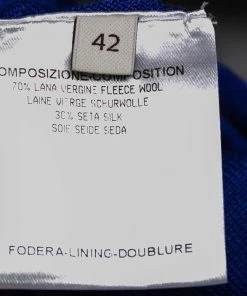 42
COMPOSIZIONE-COMPOSITION
70% LANA VERGINE FLEECE WOOL
LAINE VIERGE SCHURWOLLE
30% SETA SILK
SOIE SEIDE SEDA
FODERA-LINING-DOUBLURE